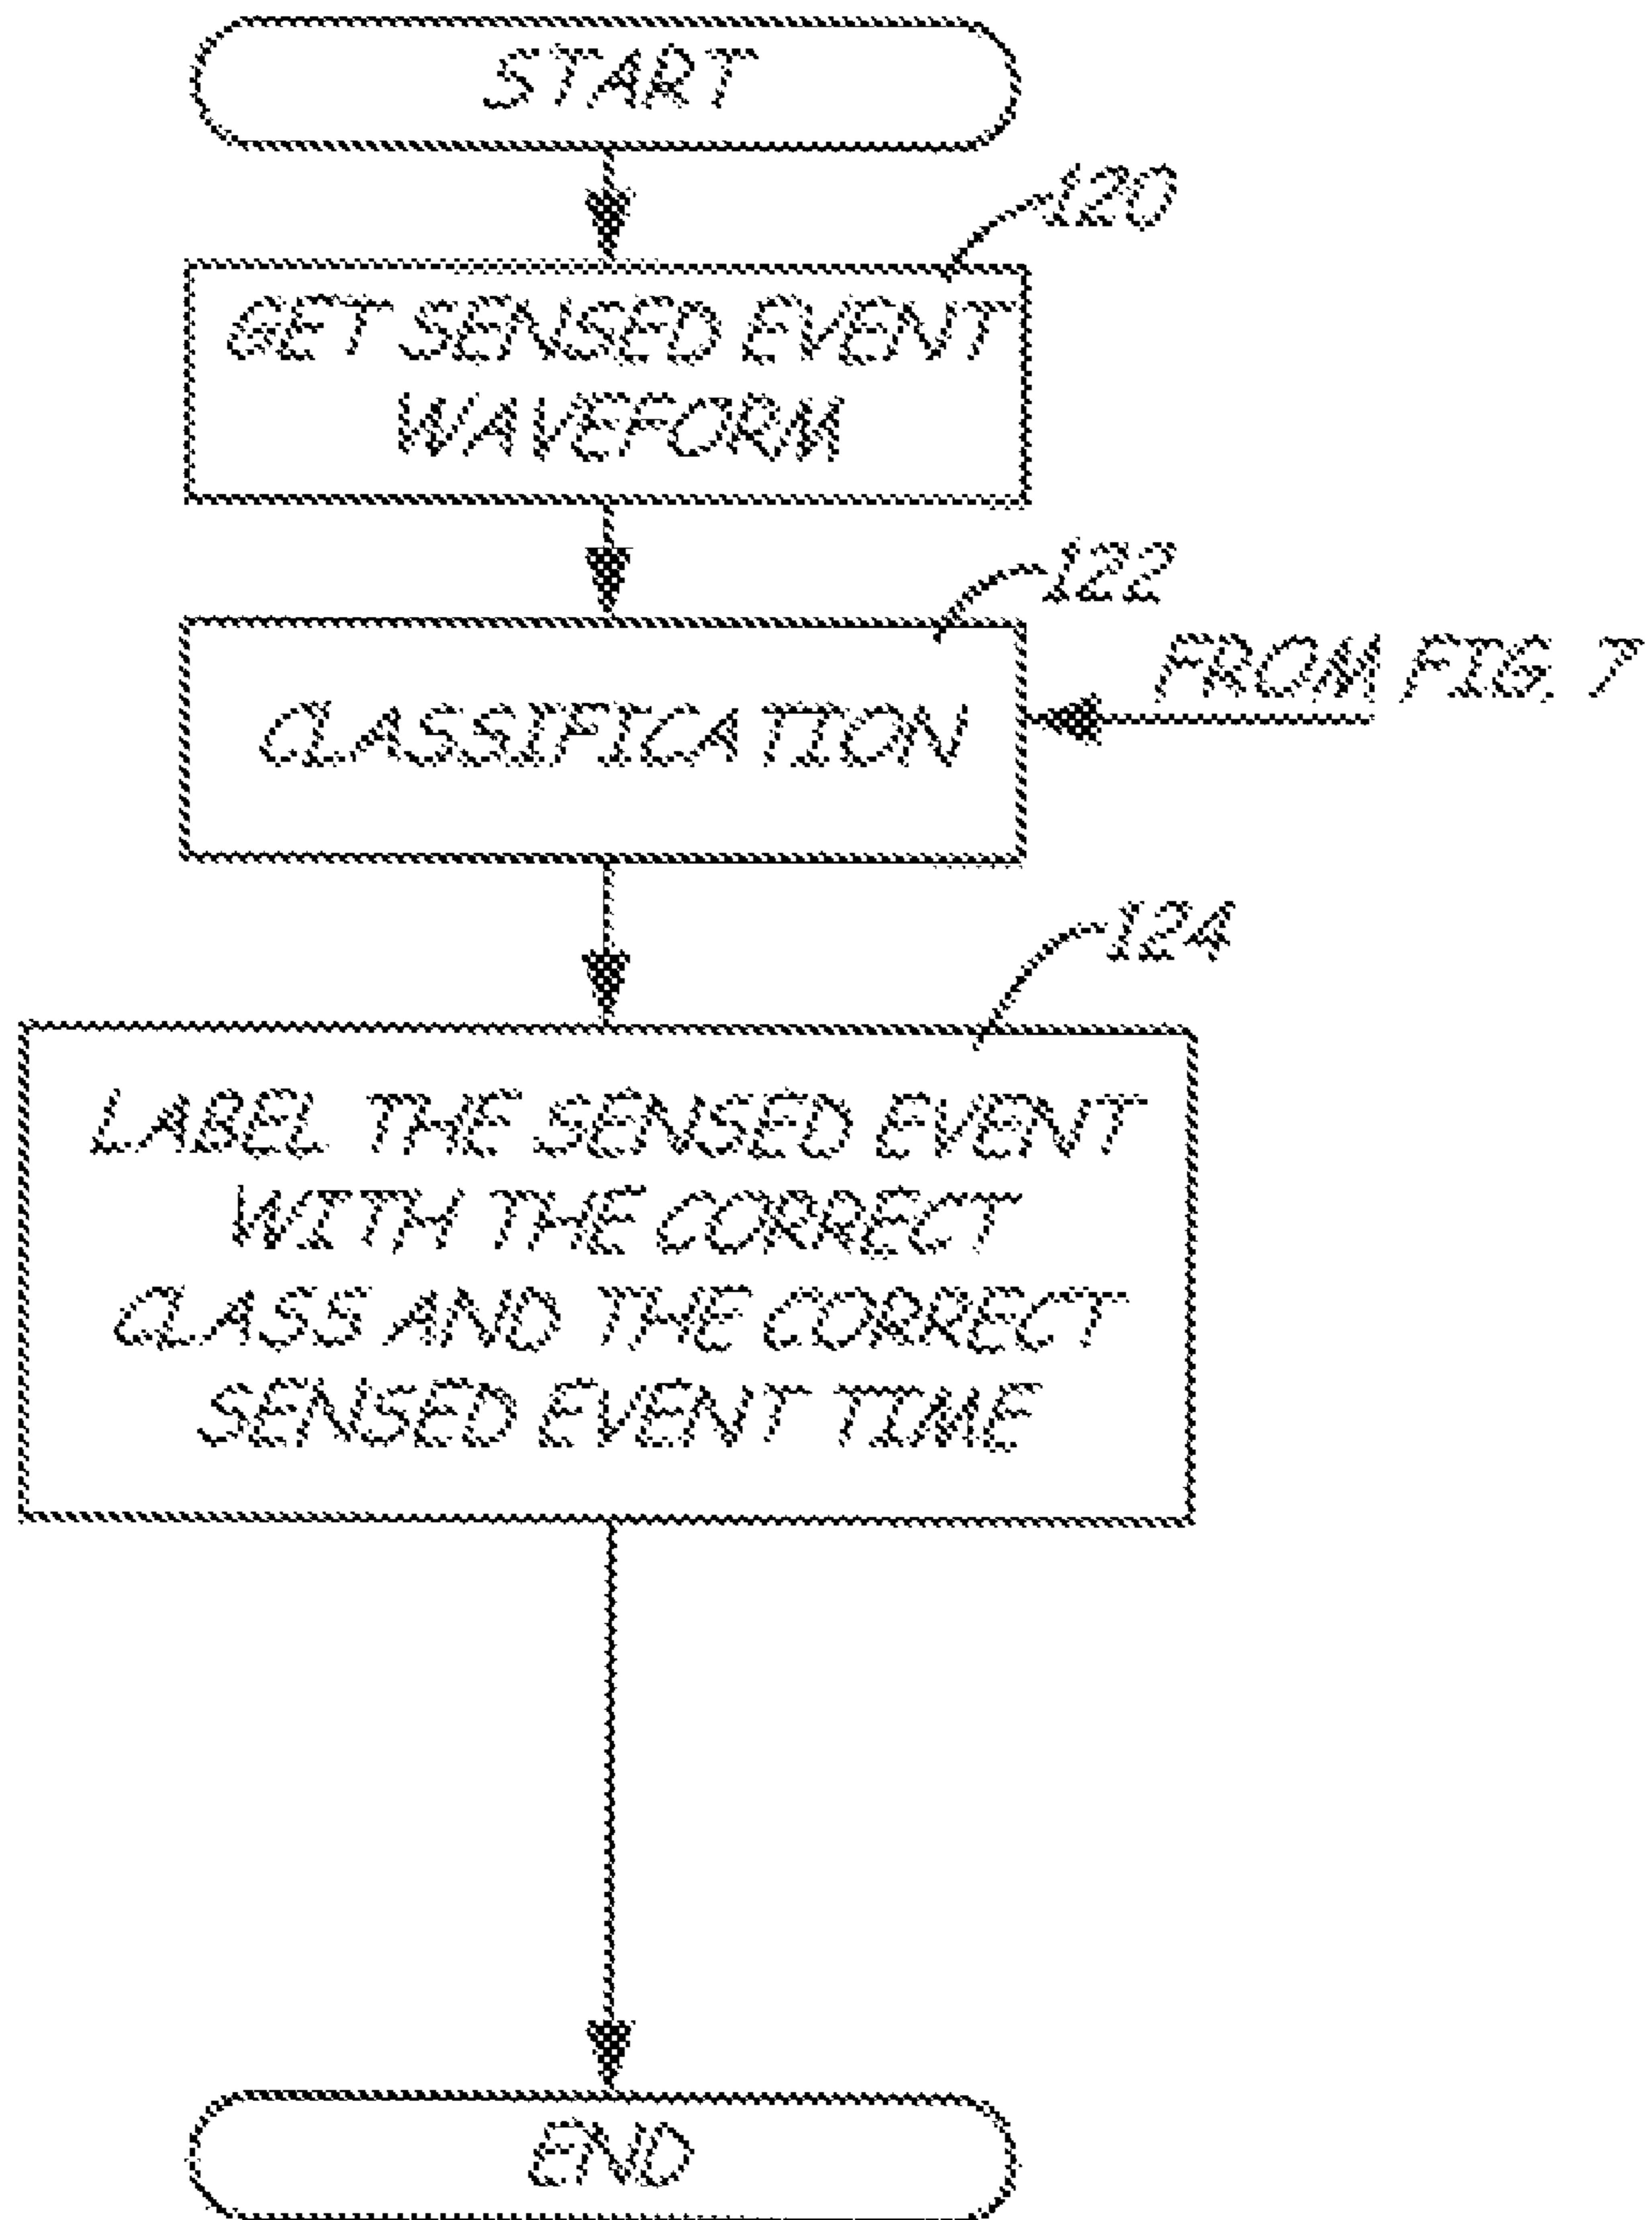 START
120
GET SENSED EVENT
WAVEFORM
122
FROM FIG. 7
CLASSIFICATION
124
LABEL THE SENSED EVENT
WITH THE CORRECT
CLASS AND THE CORRECT
SENSED EVENT TIME
END